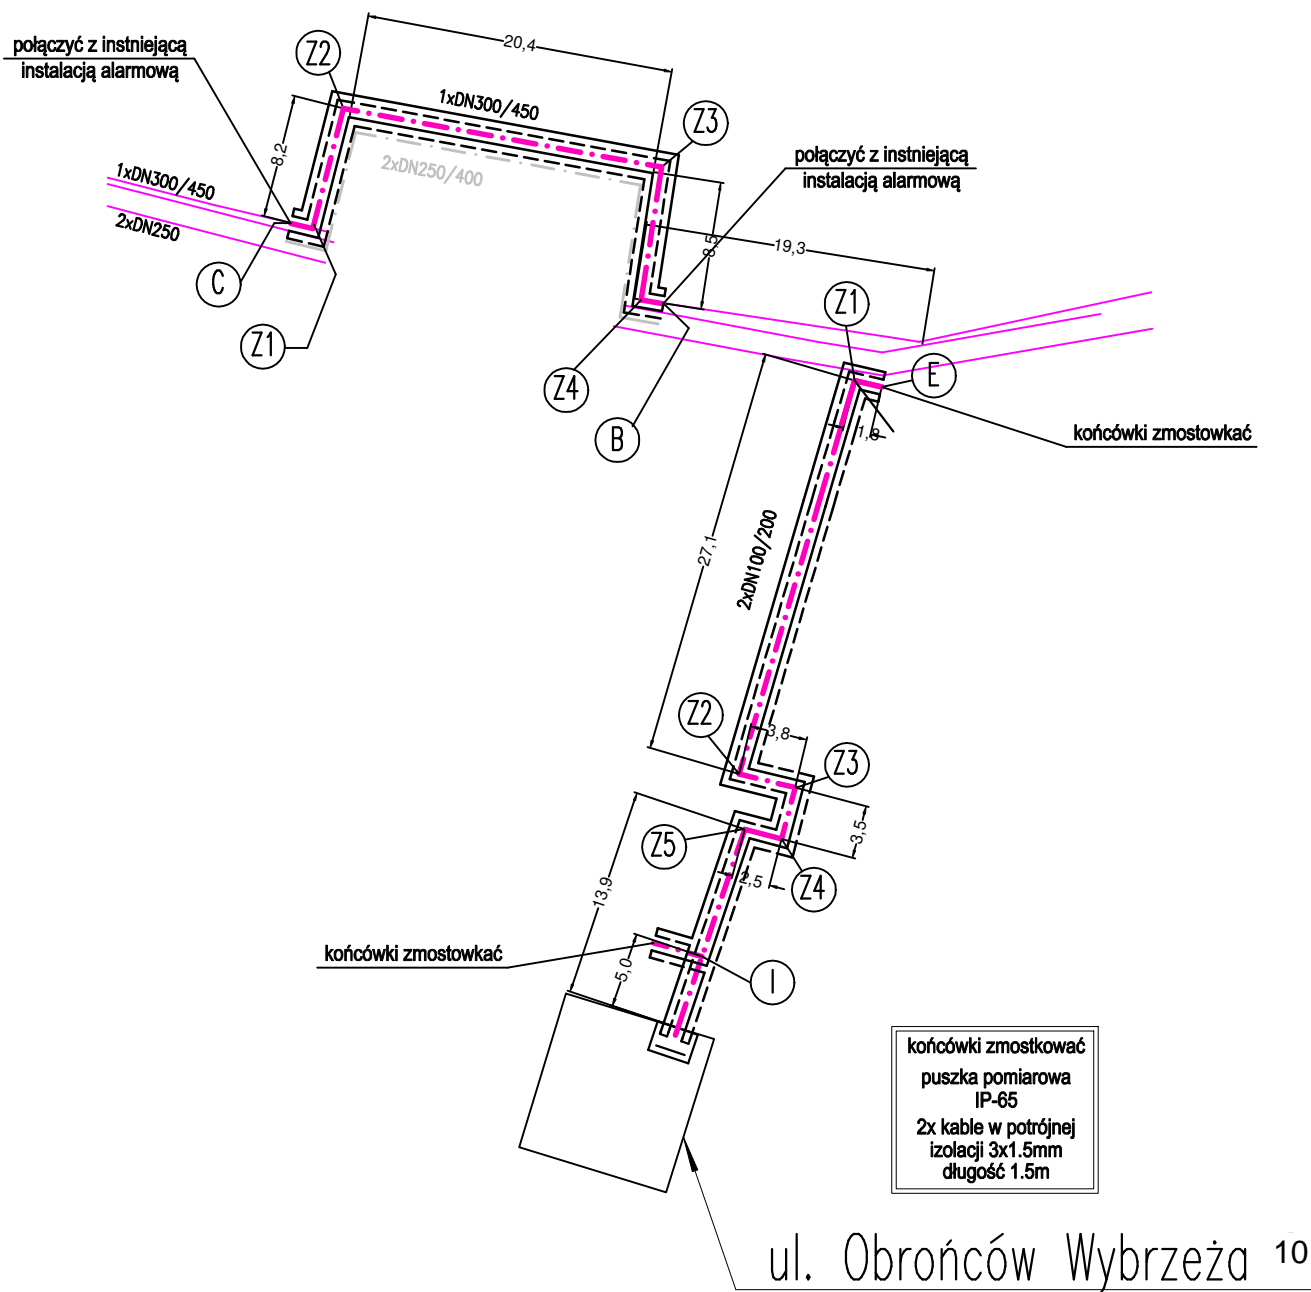 połączyć z instniejącą
instalacją alarmową
Z2
20,4
1xDN300/450
Z3
8,2
2xDN250/400
połączyć z instniejącą
instalacją alarmową
1xDN300/450
2xDN250
8,5
19,3
C
Z1
Z1
Z4
E
B
1,8
końcówki zmostowkać
27,1
2xDN100/200
Z2
3,8
Z3
3,5
Z5
2,5
Z4
13,9
końcówki zmostowkać
5,0
I
końcówki zmostkować
puszka pomiarowa
IP-65
2x kable w potrójnej
izolacji 3x1.5mm
długość 1.5m
ul. Obrońców Wybrzeża 10